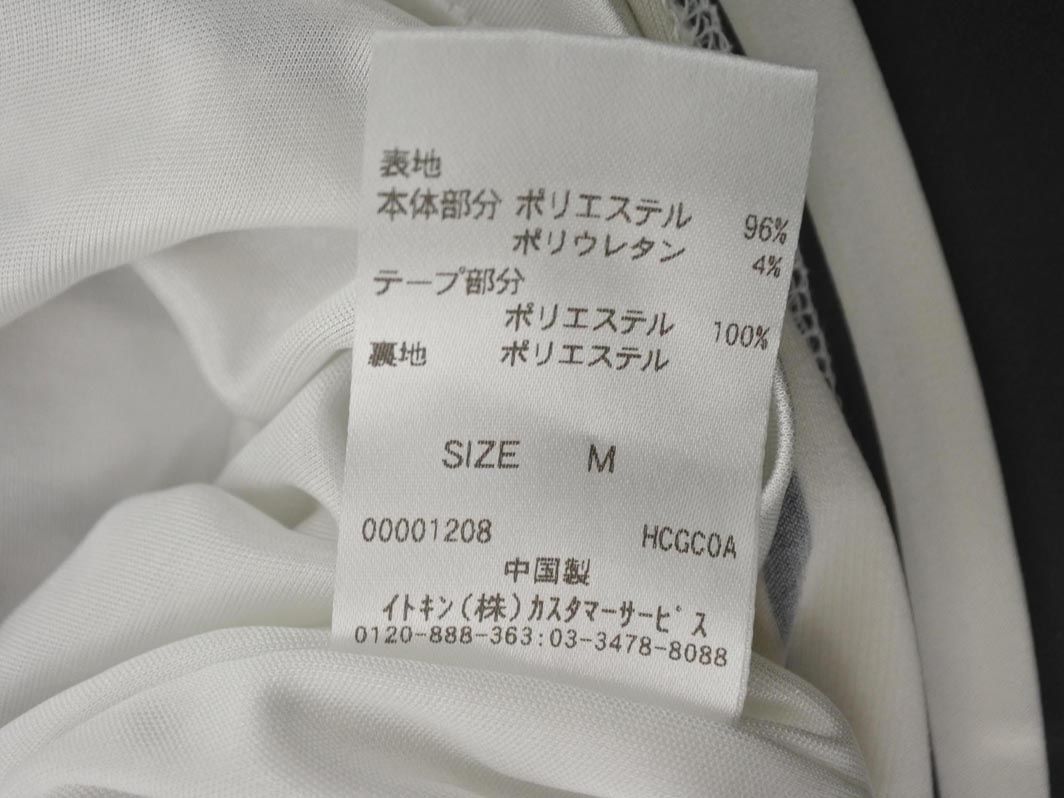 表地
本体部分 ポリエステル 96%
ポリウレタン 4%
テープ部分
ポリエステル 100%
裏地 ポリエステル
SIZE M
00001208 HCGC0A
中国製
イトキン(株)カスタマーサービス
0120-888-363:03-3478-8088